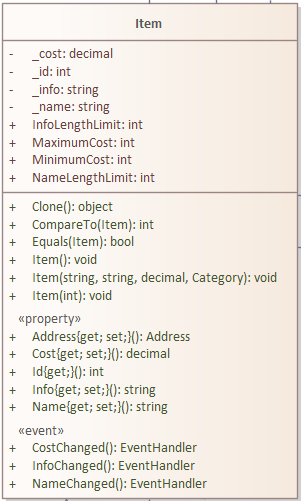 Item
- _cost: decimal
- _id: int
- _info: string
- _name: string
+ InfoLengthLimit: int
+ MaximumCost: int
+ MinimumCost: int
+ NameLengthLimit: int
+ Clone(): object
+ CompareTo(Item): int
+ Equals(Item): bool
+ Item(): void
+ Item(string, string, decimal, Category): void
+ Item(int): void
«property»
+ Address{get; set;}(): Address
+ Cost{get; set;}(): decimal
+ Id{get;}(): int
+ Info{get; set;}(): string
+ Name{get; set;}(): string
«event»
+ CostChanged(): EventHandler
+ InfoChanged(): EventHandler
+ NameChanged(): EventHandler